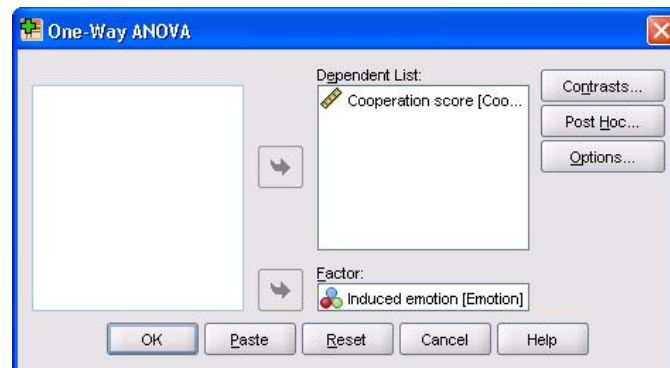 One-Way ANOVA
Dependent List:
Cooperation score [Coo...
Contrasts...
Post Hoc...
Options...
Factor:
Induced emotion [Emotion]
OK Paste Reset Cancel Help